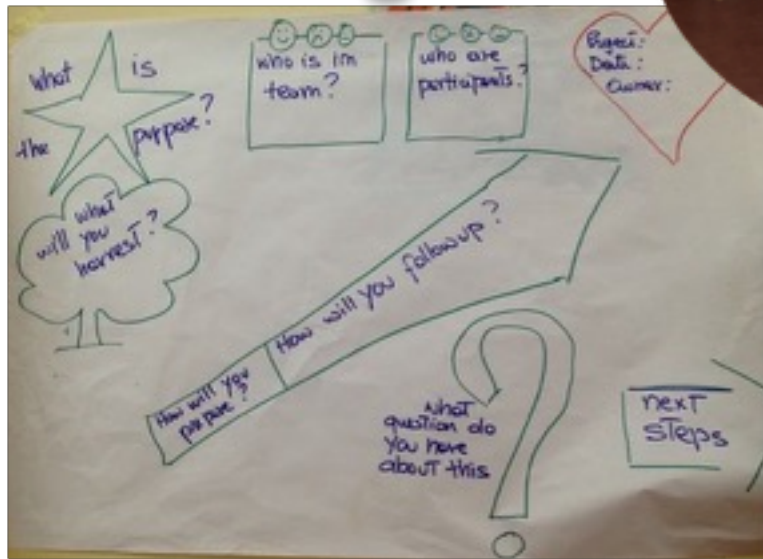 what is
the purpose?
who is in
team?
who are
participants?
Project:
Date:
Owner:
what
will you
harvest?
How will you followup?
How will you
prepare?
what
question do
you have
about this
next
steps